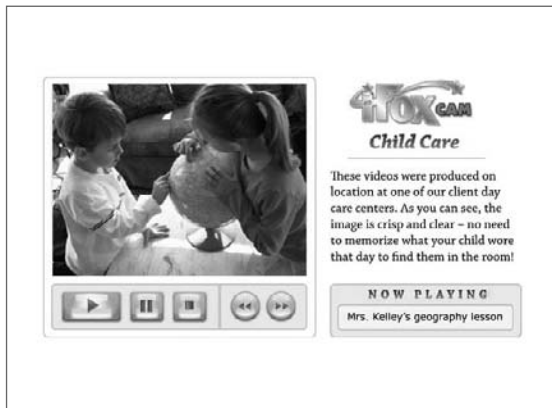 iTOX CAM
Child Care
These videos were produced on
location at one of our client day
care centers. As you can see, the
image is crisp and clear – no need
to memorize what your child wore
that day to find them in the room!
NOW PLAYING
Mrs. Kelley's geography lesson